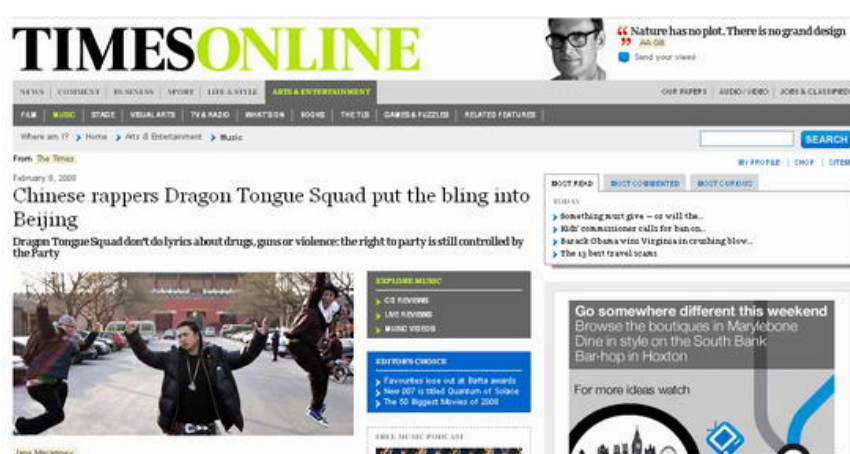 TIMESONLINE
“ Nature has no plot. There is no grand design
” AA Gill
Send your views
NEWS COMMENT BUSINESS SPORT LIFE & STYLE ARTS & ENTERTAINMENT
OUR PAPERS AUDIO / VIDEO JOBS & CLASSIFIED
FILM MUSIC STAGE VISUAL ARTS TV & RADIO WHAT'S ON BOOKS THE TLS GAMES & PUZZLES RELATED FEATURES
Where am I? Home Arts & Entertainment Music
SEARCH
From The Times
MY PROFILE SHOP SITEM
February 8, 2008
Chinese rappers Dragon Tongue Squad put the bling into
Beijing
Dragon Tongue Squad don't do lyrics about drugs, guns or violence: the right to party is still controlled by
the Party
MOST READ MOST COMMENTED MOST CURIOUS
TODAY
Something must give – or will the...
Kids' commissioner calls for ban on...
Barack Obama wins Virginia in crushing blow...
The 13 best travel scams
EXPLORE MUSIC
CD REVIEWS
LIVE REVIEWS
MUSIC VIDEOS
EDITOR'S CHOICE
Favourites lose out at Bafta awards
New 007 is titled Quantum of Solace
The 50 Biggest Movies of 2008
FREE MUSIC PODCAST
Go somewhere different this weekend
Browse the boutiques in Marylebone
Dine in style on the South Bank
Bar-hop in Hoxton
For more ideas watch
Jane Macartney